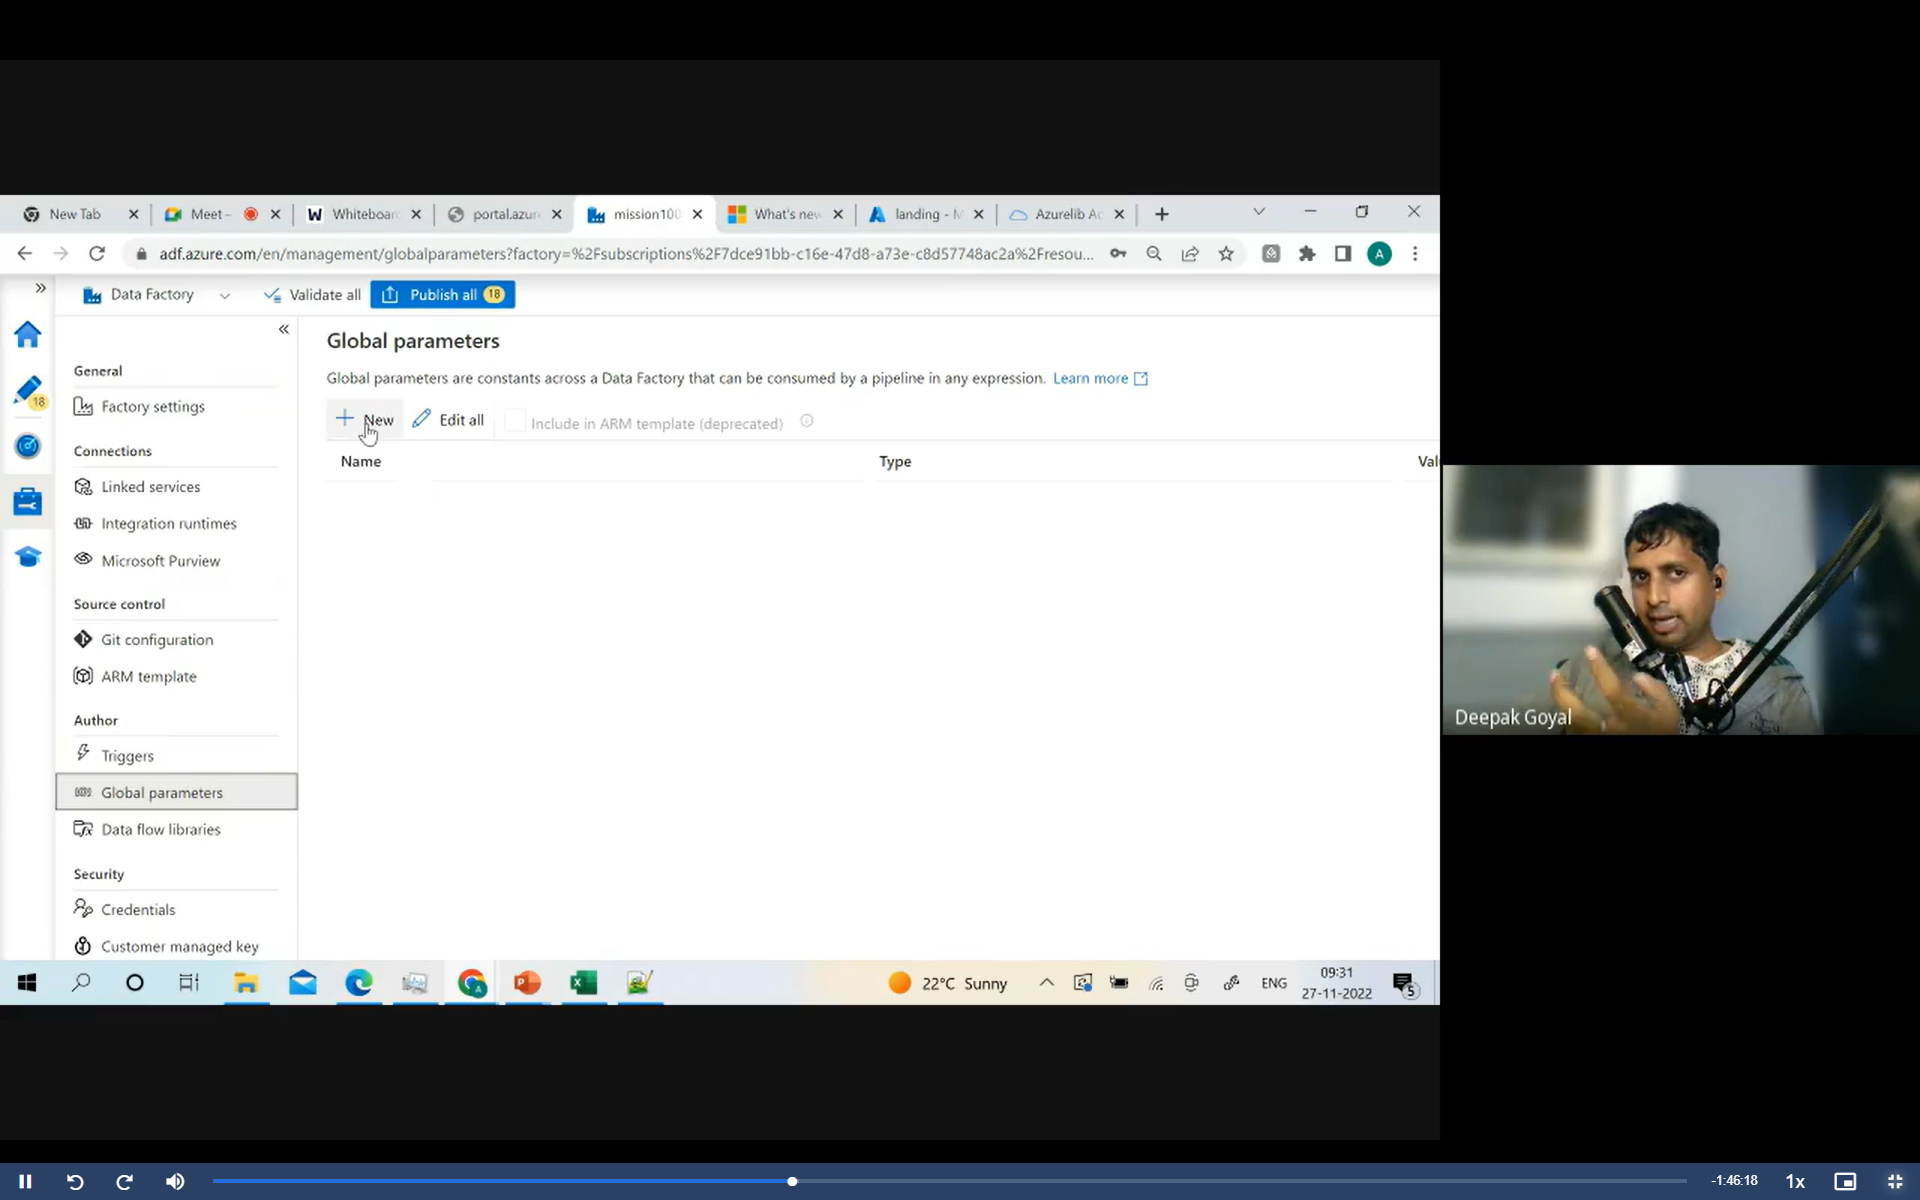 New Tab
Meet -
Whiteboar
portal.azur
mission100
What's new
landing - M
Azurelib Ac
adf.azure.com/en/management/globalparameters?factory=%2Fsubscriptions%2F7dce91bb-c16e-47d8-a73e-c8d57748ac2a%2Fresou...
A
Data Factory
Validate all
Publish all 18
18
General
Factory settings
Connections
Linked services
Integration runtimes
Microsoft Purview
Source control
Git configuration
ARM template
Author
Triggers
Global parameters
Data flow libraries
Security
Credentials
Customer managed key
Global parameters
Global parameters are constants across a Data Factory that can be consumed by a pipeline in any expression. Learn more
New
Edit all
Include in ARM template (deprecated)
Name
Type
Val
Deepak Goyal
22°C Sunny
ENG
09:31
27-11-2022
5
-1:46:18
1x